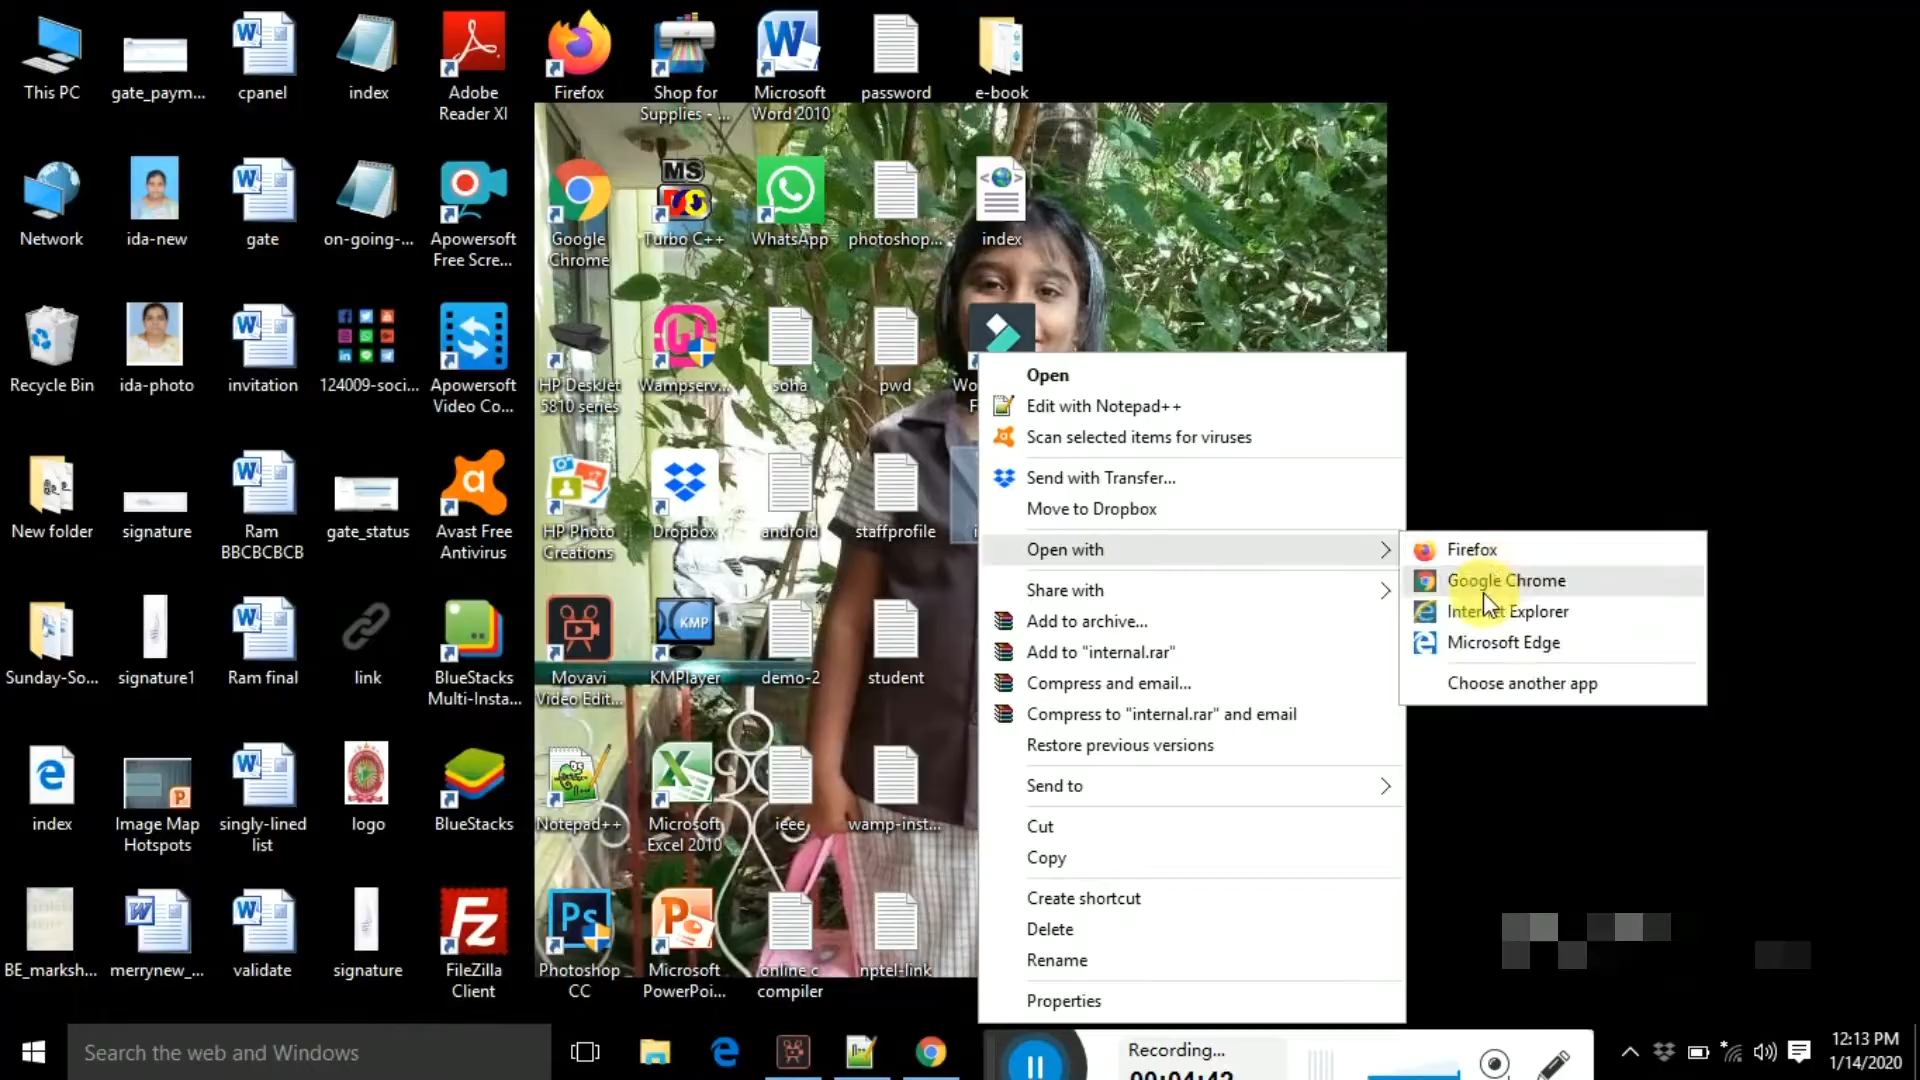 This PC
gate_paym...
cpanel
index
Adobe
Reader XI
Firefox
Shop for
Supplies - ...
Microsoft
Word 2010
password
e-book
Network
ida-new
gate
on-going-...
Apowersoft
Free Scre...
Google
Chrome
MS
Turbo C++
WhatsApp
photoshop...
index
Recycle Bin
ida-photo
invitation
124009-soci...
Apowersoft
Video Co...
HP DeskJet
5810 series
Wampserv...
soha
pwd
Wo
F
New folder
signature
Ram
BBCBCBCB
gate_status
Avast Free
Antivirus
HP Photo
Creations
Dropbox
android
staffprofile
Sunday-So...
signature1
Ram final
link
BlueStacks
Multi-Insta...
Movavi
Video Edit...
KMP
KMPlayer
demo-2
student
index
Image Map
Hotspots
singly-lined
list
logo
BlueStacks
Notepad++
Microsoft
Excel 2010
ieee
wamp-inst...
BE_marksh...
merrynew_...
validate
signature
Fz
FileZilla
Client
Ps
Photoshop
CC
Microsoft
PowerPoi...
online c
compiler
nptel-link
Open
Edit with Notepad++
Scan selected items for viruses
Send with Transfer...
Move to Dropbox
Open with
Share with
Add to archive...
Add to "internal.rar"
Compress and email...
Compress to "internal.rar" and email
Restore previous versions
Send to
Cut
Copy
Create shortcut
Delete
Rename
Properties
Firefox
Google Chrome
Internet Explorer
Microsoft Edge
Choose another app
Search the web and Windows
Recording...
00:04:42
12:13 PM
1/14/2020